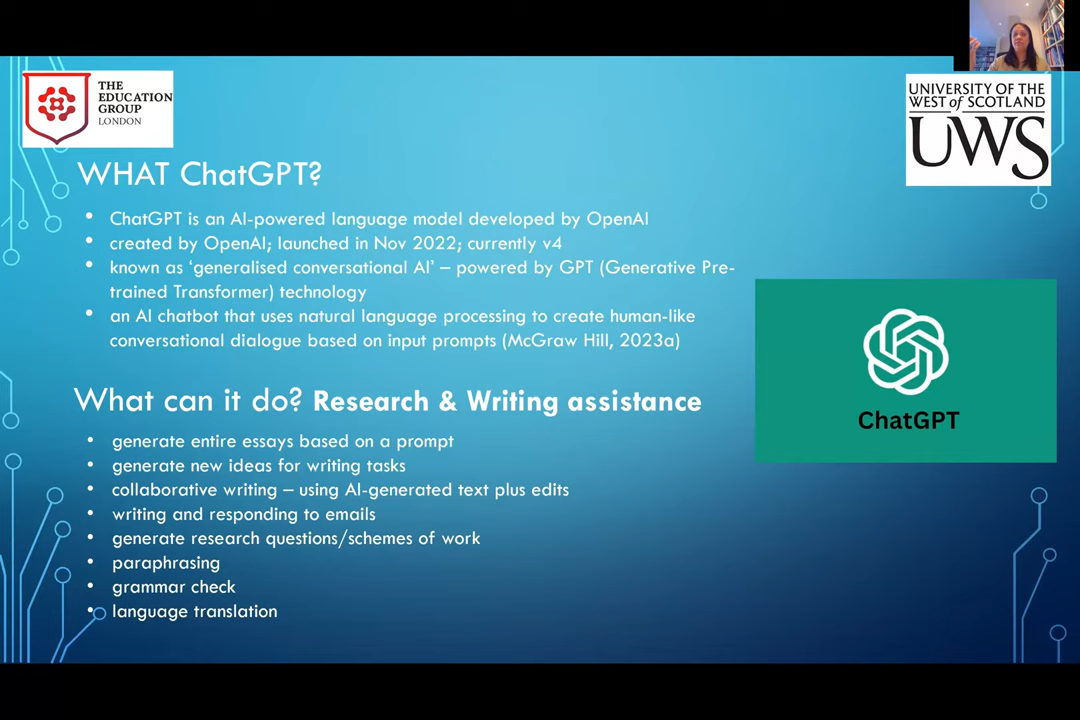 THE
EDUCATION
GROUP
LONDON
UNIVERSITY OF THE
WEST of SCOTLAND
UWS
WHAT ChatGPT?
• ChatGPT is an AI-powered language model developed by OpenAI
• created by OpenAI; launched in Nov 2022; currently v4
• known as ‘generalised conversational AI’ – powered by GPT (Generative Pre-
trained Transformer) technology
• an AI chatbot that uses natural language processing to create human-like
conversational dialogue based on input prompts (McGraw Hill, 2023a)
ChatGPT
What can it do? Research & Writing assistance
• generate entire essays based on a prompt
• generate new ideas for writing tasks
• collaborative writing – using AI-generated text plus edits
• writing and responding to emails
• generate research questions/schemes of work
• paraphrasing
• grammar check
• language translation